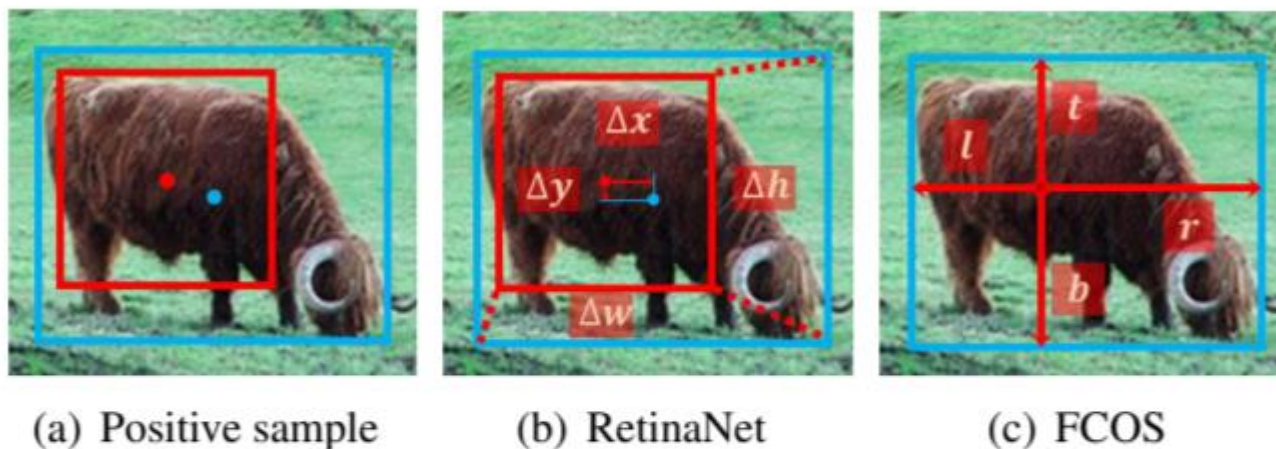 Δx
Δy
Δh
Δw
t
l
r
b
(a) Positive sample
(b) RetinaNet
(c) FCOS